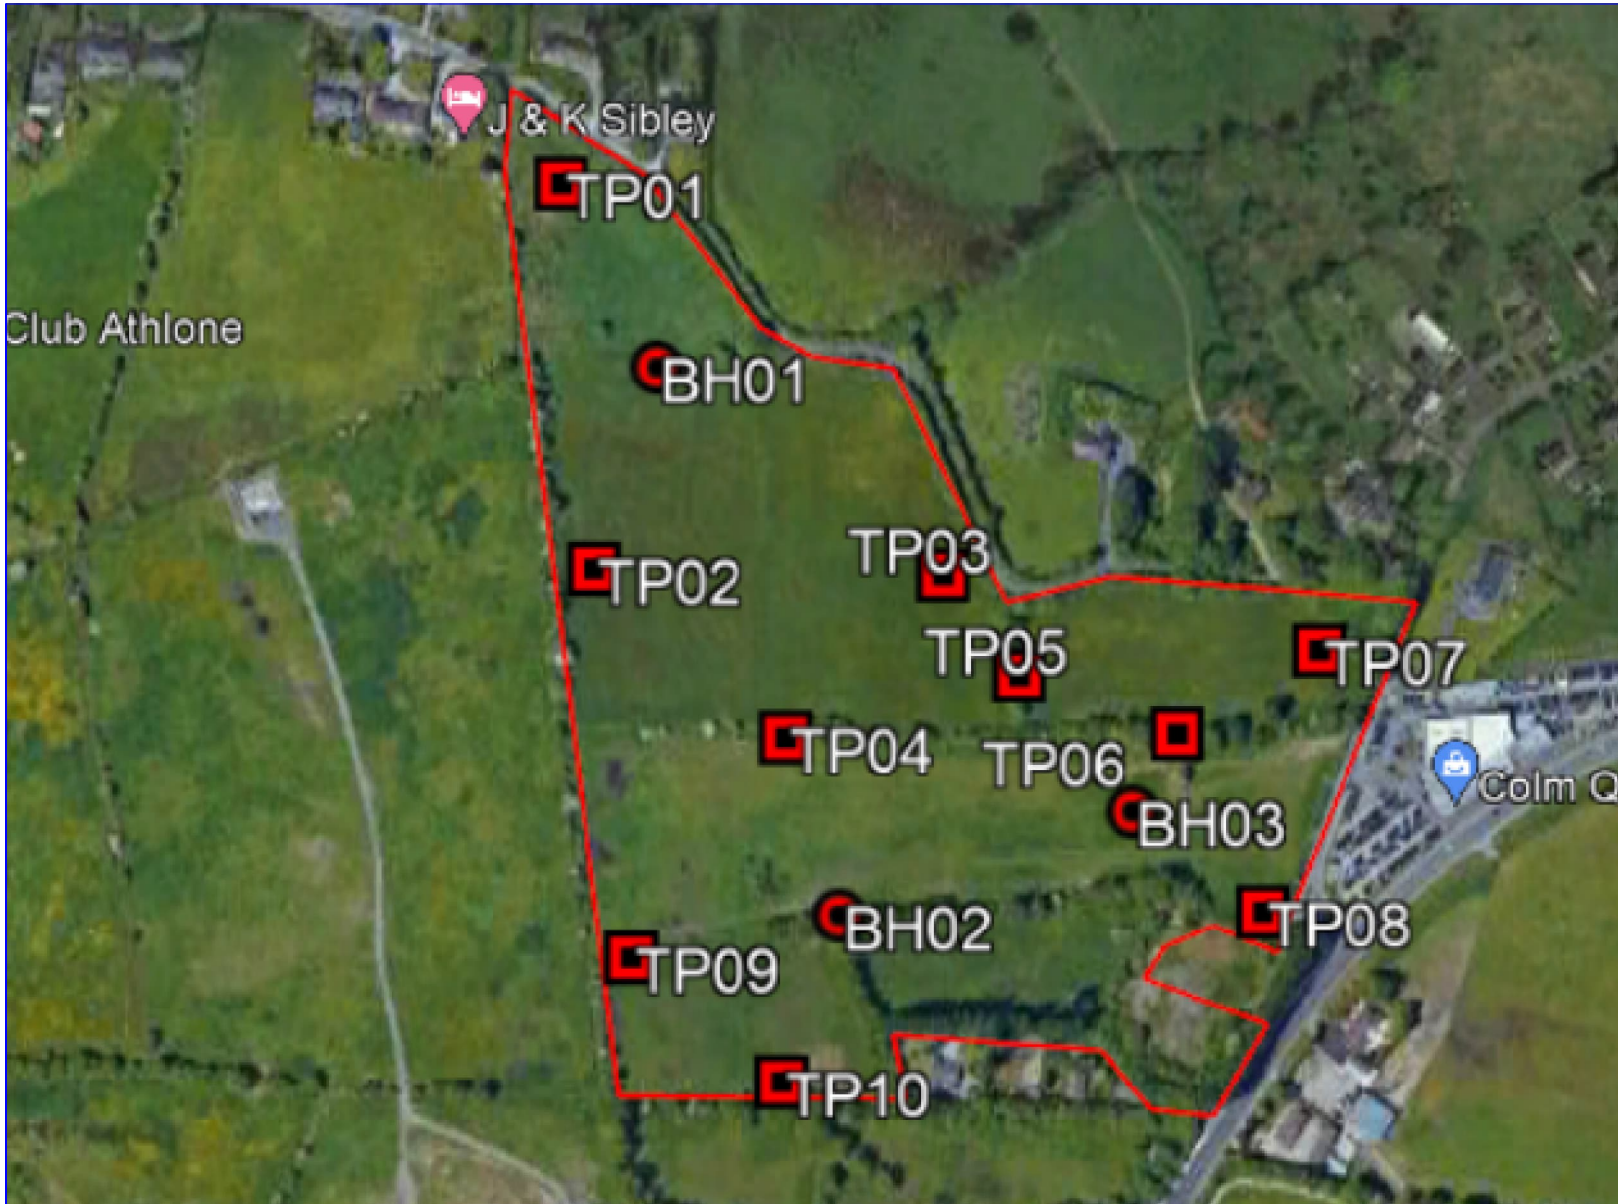 J & K Sibley
TP01
Club Athlone
BH01
TP03
TP02
TP05
TP07
TP04
TP06
Colm Q
BH03
BH02
TP08
TP09
TP10